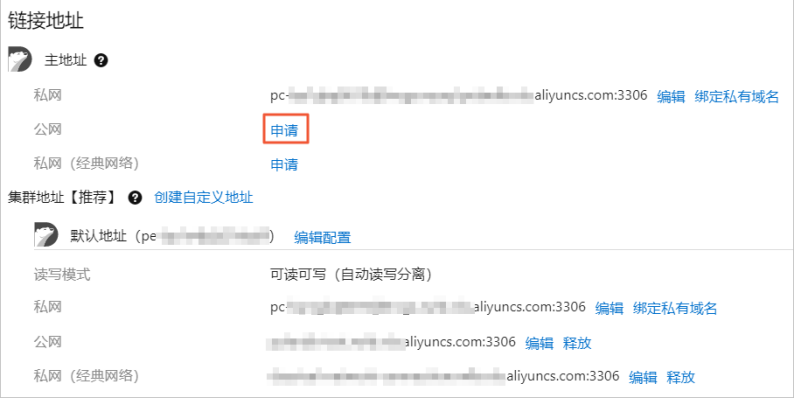 链接地址
主地址 ?
私网 pc- aliyuncs.com:3306 编辑 绑定私有域名
公网 申请
私网（经典网络） 申请
集群地址【推荐】 ? 创建自定义地址
默认地址（pe- ） 编辑配置
读写模式 可读可写（自动读写分离）
私网 pc- .aliyuncs.com:3306 编辑 绑定私有域名
公网 .aliyuncs.com:3306 编辑 释放
私网（经典网络） aliyuncs.com:3306 编辑 释放